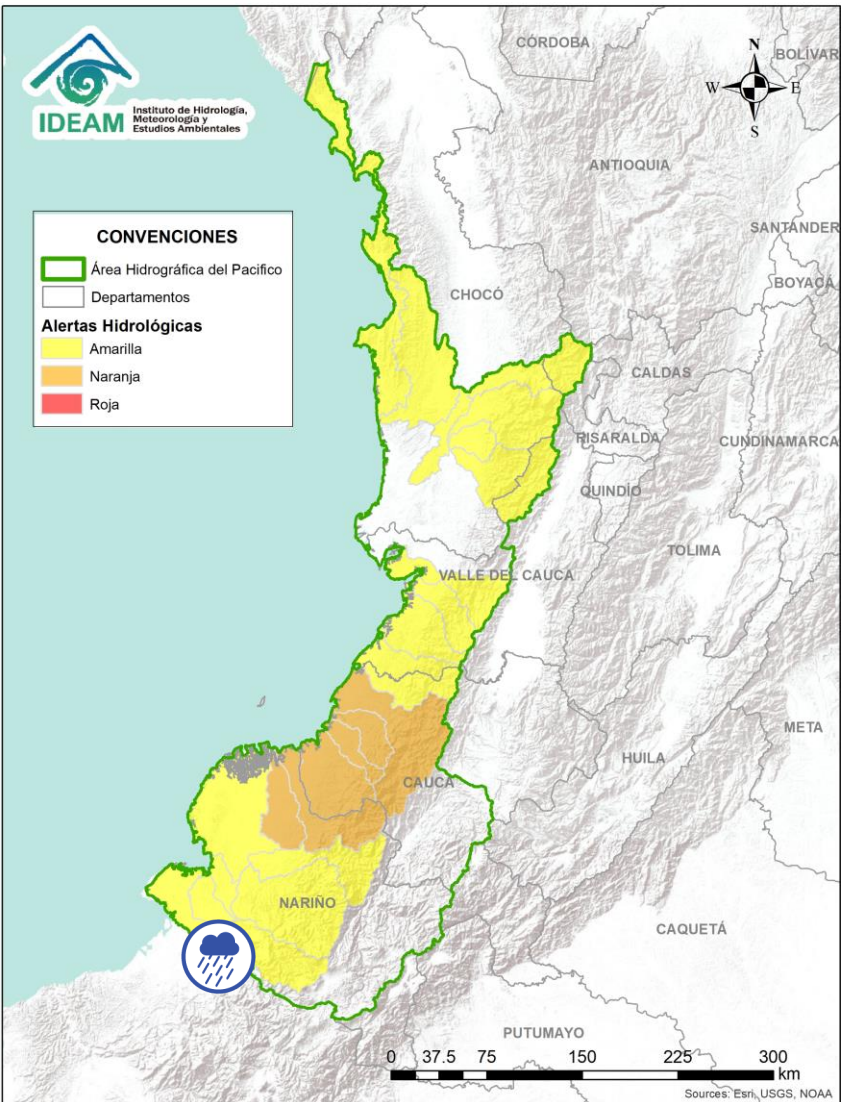 IDEAM
Instituto de Hidrología,
Meteorología y
Estudios Ambientales
CÓRDOBA
BOLÍVAR
N
W
E
S
ANTIOQUIA
SANTANDER
BOYACÁ
CHOCÓ
CONVENCIONES
Área Hidrográfica del Pacifico
Departamentos
Alertas Hidrológicas
Amarilla
Naranja
Roja
CALDAS
RISARALDA
CUNDINAMARCA
QUINDÍO
TOLIMA
VALLE DEL CAUCA
META
HUILA
CAUCA
NARIÑO
CAQUETÁ
PUTUMAYO
0 37.5 75 150 225 300
km
Sources: Esri, USGS, NOAA